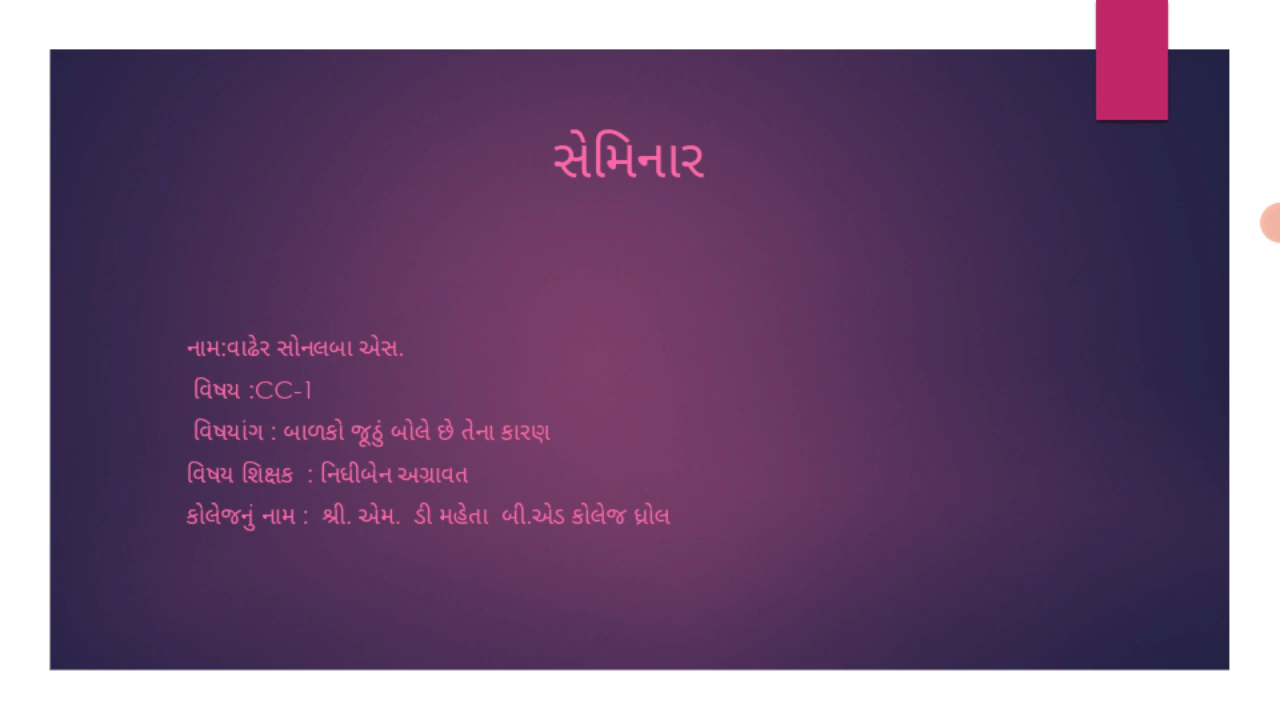 સેમિનાર
નામ:વાઢેર સોનલબા એસ.
વિષય :CC-1
વિષયાંગ : બાળકો જૂઠું બોલે છે તેના કારણ
વિષય શિક્ષક : નિધીબેન અગ્રાવત
કોલેજનું નામ : શ્રી. એમ. ડી મહેતા બી.એડ કોલેજ ધ્રોલ